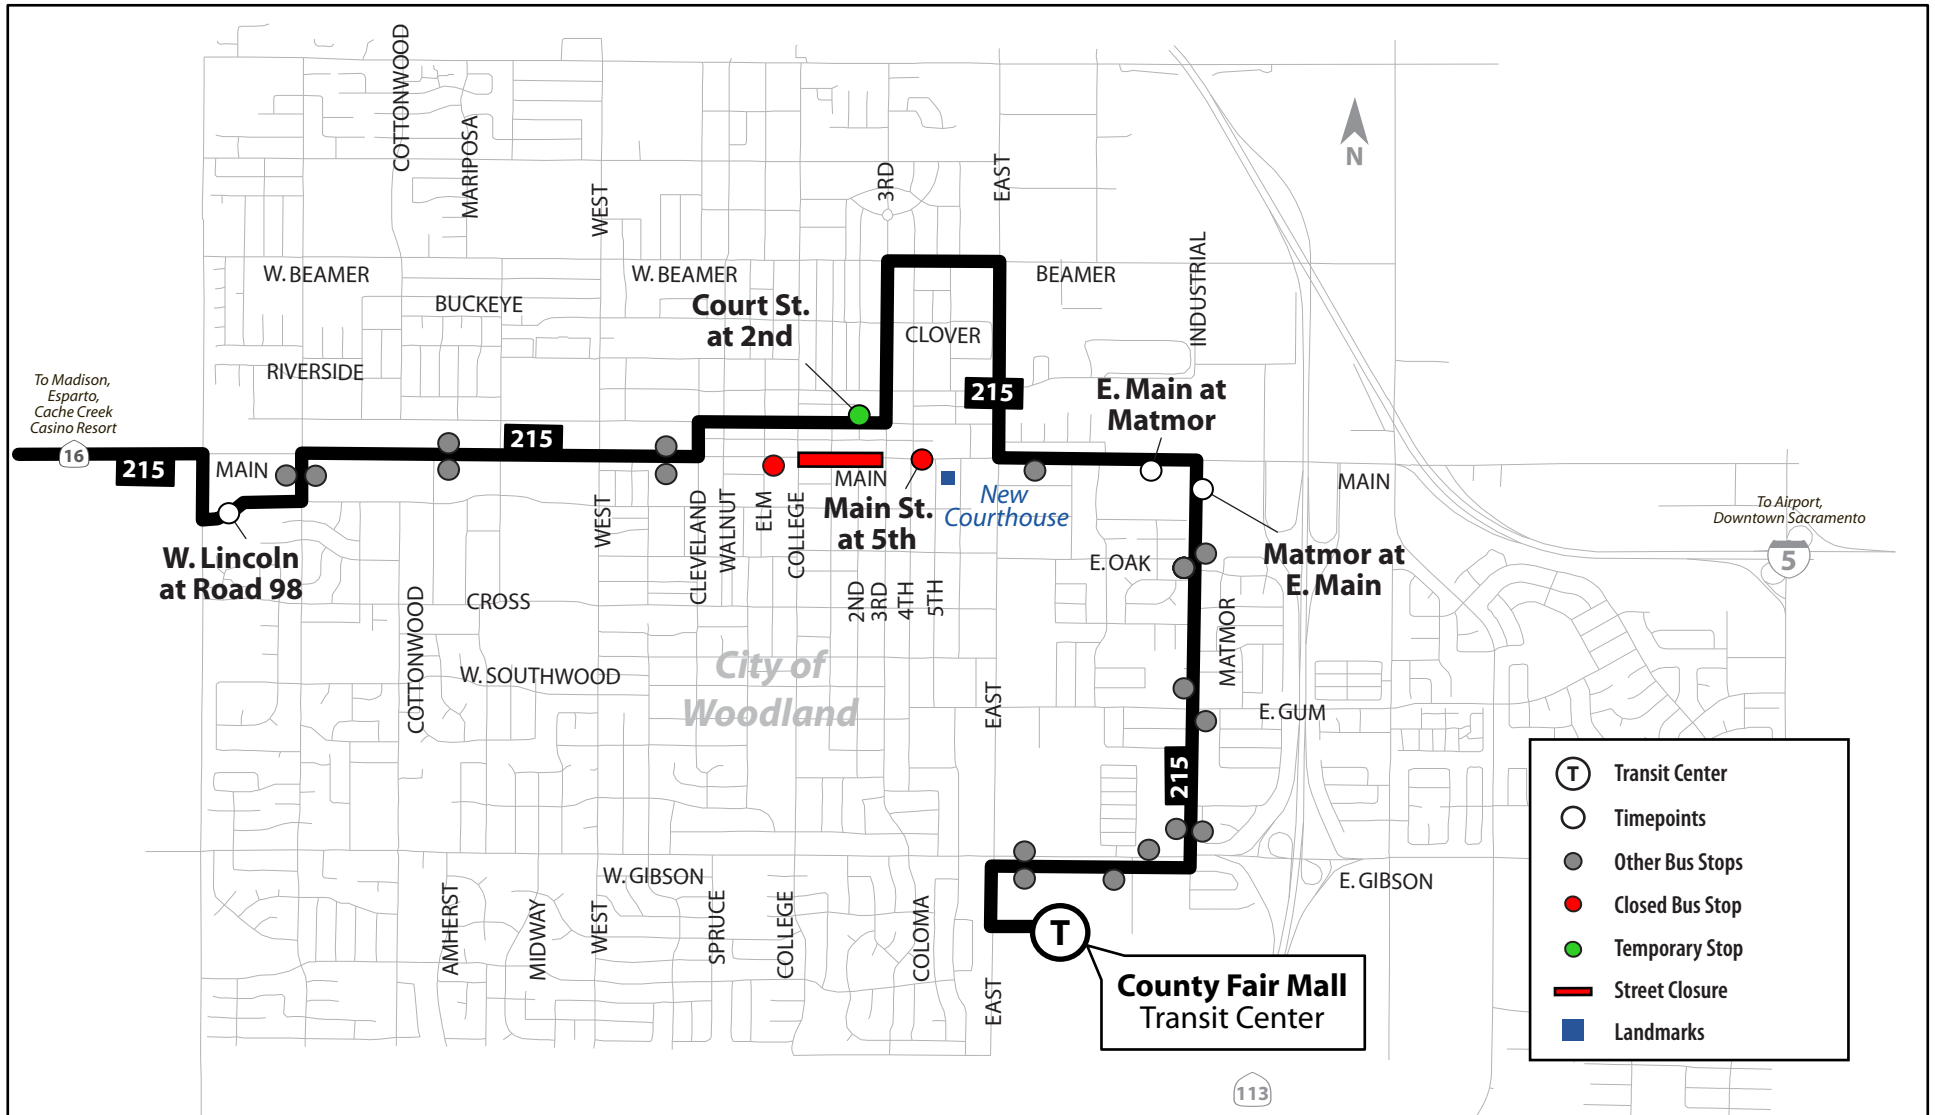 COTTONWOOD
MARIPOSA
WEST
3RD
EAST
N
INDUSTRIAL
W. BEAMER
W. BEAMER
BEAMER
BUCKEYE
Court St.
at 2nd
CLOVER
RIVERSIDE
To Madison,
Esparto,
Cache Creek
Casino Resort
16
215
MAIN
215
215
E. Main at
Matmor
MAIN
MAIN
New
Courthouse
Main St.
at 5th
To Airport,
Downtown Sacramento
5
W. Lincoln
at Road 98
WEST
CLEVELAND
WALNUT
ELM
COLLEGE
2ND
3RD
4TH
5TH
E. OAK
Matmor at
E. Main
CROSS
COTTONWOOD
W. SOUTHWOOD
City of
Woodland
MATMOR
EAST
E. GUM
215
W. GIBSON
E. GIBSON
AMHERST
MIDWAY
WEST
SPRUCE
COLLEGE
COLOMA
EAST
T
County Fair Mall
Transit Center
113
T
Transit Center
Timepoints
Other Bus Stops
Closed Bus Stop
Temporary Stop
Street Closure
Landmarks